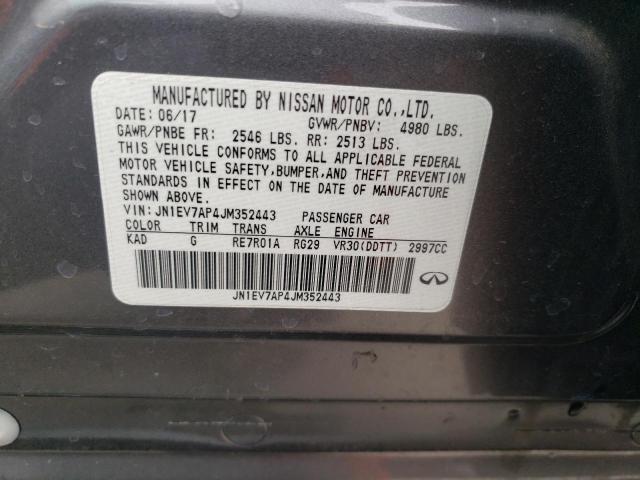 MANUFACTURED BY NISSAN MOTOR CO.,LTD.
DATE: 06/17 GVWR/PNBV: 4980 LBS.
GAWR/PNBE FR: 2546 LBS. RR: 2513 LBS.
THIS VEHICLE CONFORMS TO ALL APPLICABLE FEDERAL
MOTOR VEHICLE SAFETY, BUMPER, AND THEFT PREVENTION
STANDARDS IN EFFECT ON THE DATE OF MANUFACTURE
SHOWN ABOVE.
VIN: JN1EV7AP4JM352443 PASSENGER CAR
COLOR TRIM TRANS AXLE ENGINE
KAD G RE7R01A RG29 VR30(DDTT) 2997CC
JN1EV7AP4JM352443